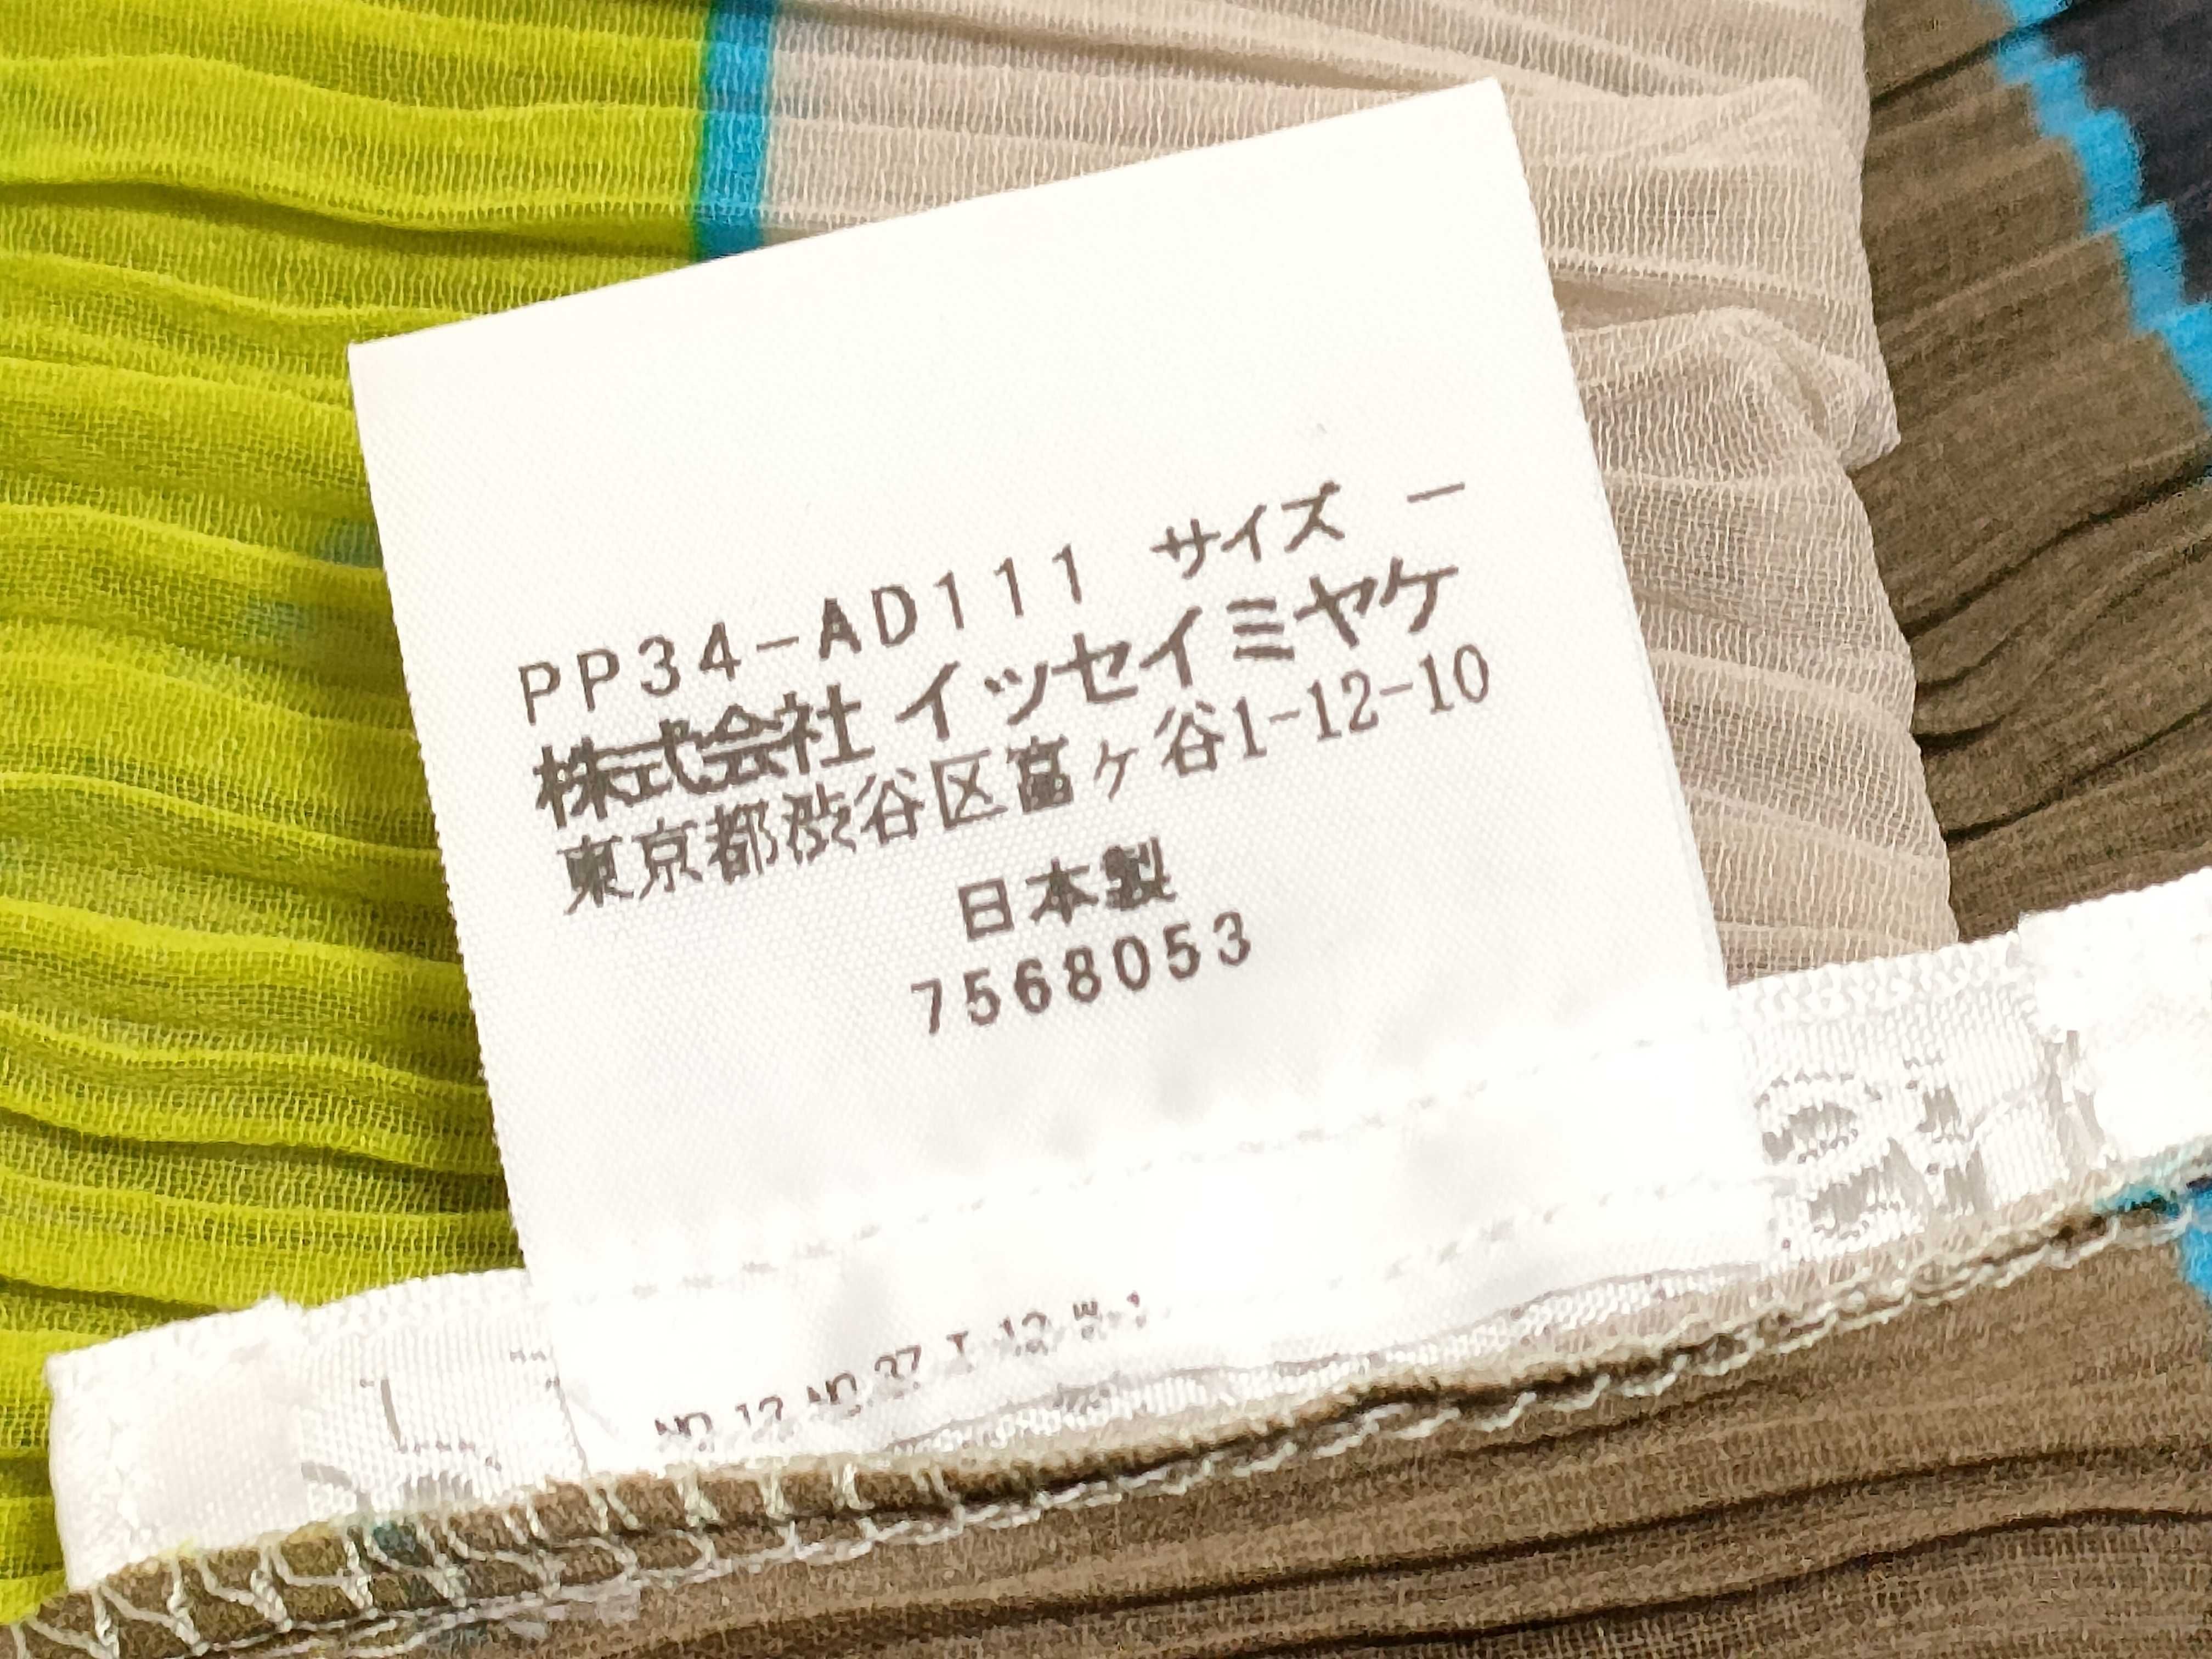 PP34-AD111 サイズ －
株式会社 イッセイミヤケ
東京都渋谷区富ヶ谷1-12-10
日本製
7568053